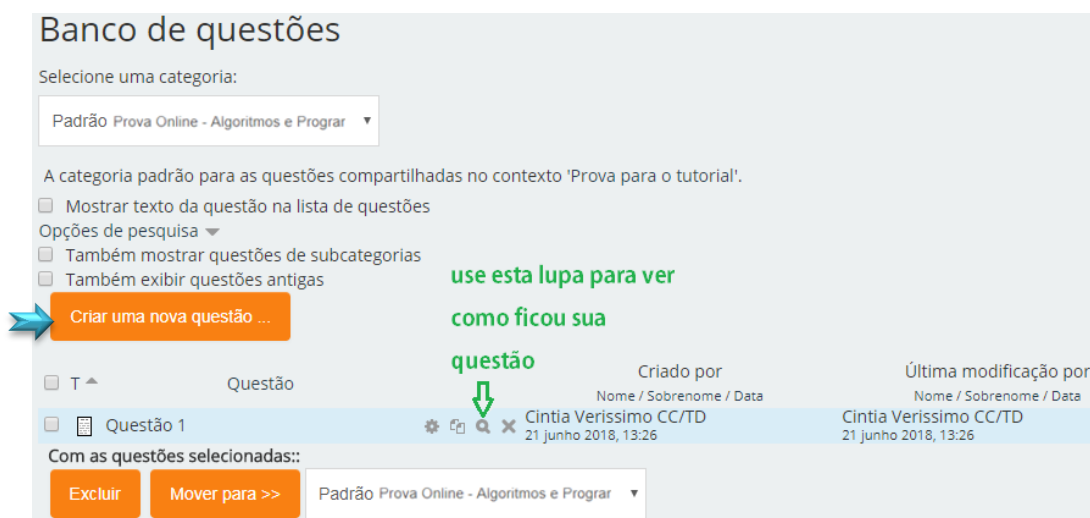 Banco de questões
Selecione uma categoria:
Padrão Prova Online - Algoritmos e Prograr
A categoria padrão para as questões compartilhadas no contexto 'Prova para o tutorial'.
Mostrar texto da questão na lista de questões
Opções de pesquisa
Também mostrar questões de subcategorias
Também exibir questões antigas
use esta lupa para ver
como ficou sua
questão
Criar uma nova questão ...
T Questão Criado por Última modificação por
Nome / Sobrenome / Data Nome / Sobrenome / Data
Questão 1 Cintia Verissimo CC/TD Cintia Verissimo CC/TD
21 junho 2018, 13:26 21 junho 2018, 13:26
Com as questões selecionadas::
Excluir Mover para >> Padrão Prova Online - Algoritmos e Prograr